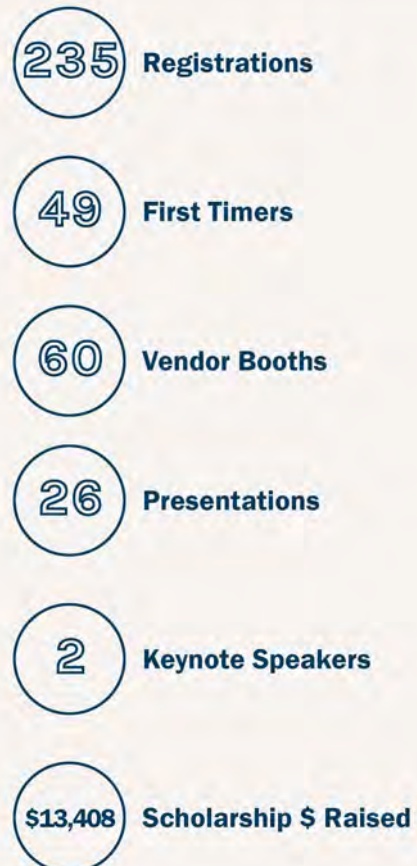 235 Registrations
49 First Timers
60 Vendor Booths
26 Presentations
2 Keynote Speakers
$13,408 Scholarship $ Raised